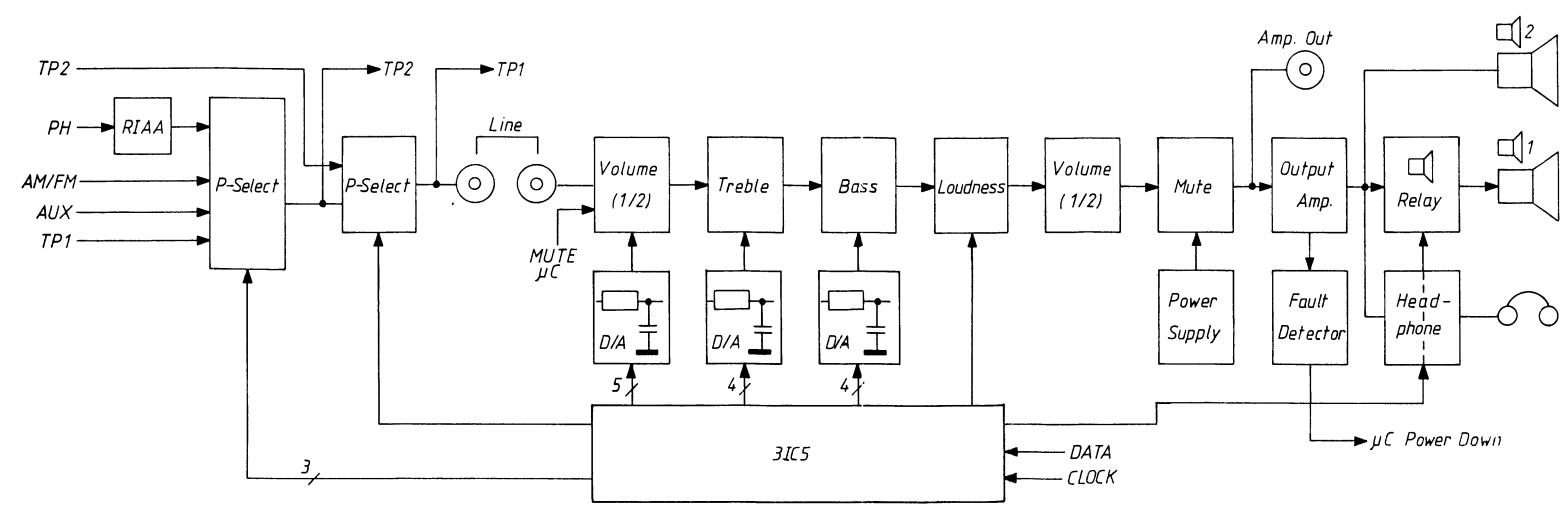 TP2
TP2
TP1
PH
RIAA
AM/FM
AUX
TP1
P-Select
P-Select
Line
MUTE
µC
Volume
(1/2)
Treble
Bass
Loudness
Volume
(1/2)
Mute
Amp. Out
Output
Amp.
Relay
2
1
D/A
D/A
D/A
Power
Supply
Fault
Detector
Head-
phone
5
4
4
3
3IC5
DATA
CLOCK
µC Power Down